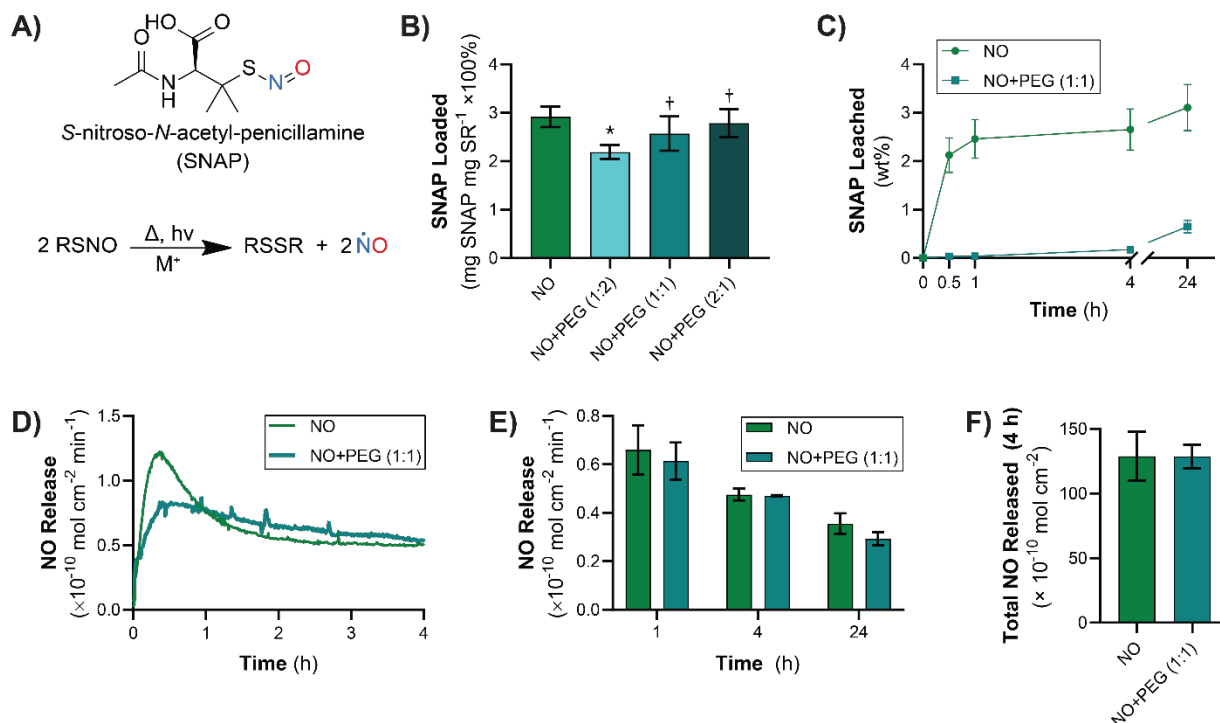 A)
HO
O
O
N
H
S
N
O
S-nitroso-N-acetyl-penicillamine
(SNAP)
2 RSNO
Δ, hv
M⁺
RSSR + 2ṄO
B)
SNAP Loaded
(mg SNAP mg SR⁻¹ ×100%)
4
3
2
1
0
*
†
†
NO
NO+PEG (1:2)
NO+PEG (1:1)
NO+PEG (2:1)
C)
NO
NO+PEG (1:1)
SNAP Leached
(wt%)
4
3
2
1
0
0
0.5
1
4
24
Time (h)
D)
NO
NO+PEG (1:1)
NO Release
(×10⁻¹⁰ mol cm⁻² min⁻¹)
1.5
1.0
0.5
0.0
0
1
2
3
4
Time (h)
E)
NO
NO+PEG (1:1)
NO Release
(×10⁻¹⁰ mol cm⁻² min⁻¹)
0.8
0.6
0.4
0.2
0.0
1
4
24
Time (h)
F)
Total NO Released (4 h)
(× 10⁻¹⁰ mol cm⁻²)
150
100
50
0
NO
NO+PEG (1:1)